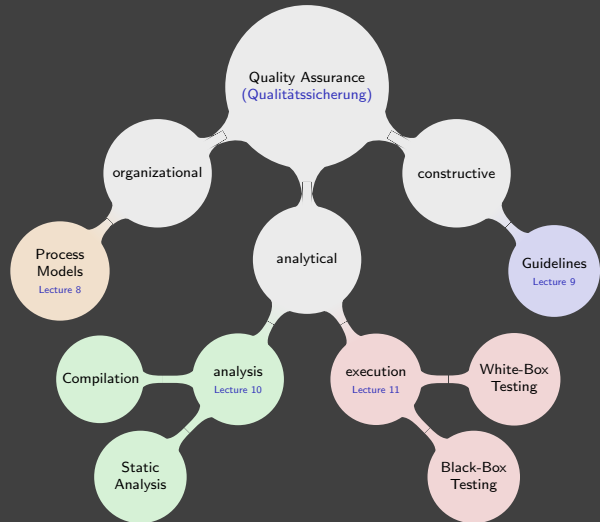 Quality Assurance
(Qualitätssicherung)
organizational
constructive
analytical
Process
Models
Lecture 8
Guidelines
Lecture 9
Compilation
analysis
Lecture 10
execution
Lecture 11
White-Box
Testing
Static
Analysis
Black-Box
Testing